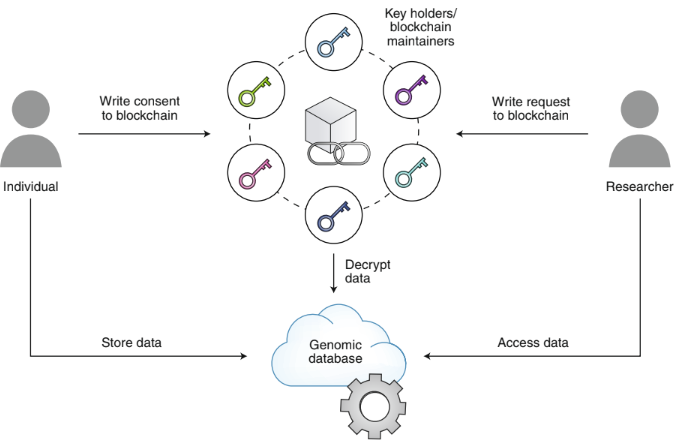 Key holders/
blockchain
maintainers
Write consent
to blockchain
Write request
to blockchain
Individual
Researcher
Decrypt
data
Store data
Genomic
database
Access data